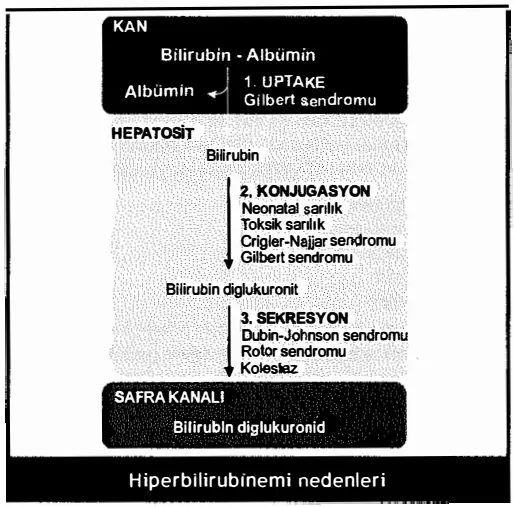 KAN
Bilirubin - Albümin
Albümin
1. UPTAKE
Gilbert sendromu
HEPATOSİT
Bilirubin
2. KONJUGASYON
Neonatal sarılık
Toksik sarılık
Crigler-Najjar sendromu
Gilbert sendromu
Bilirubin diglukuronit
3. SEKRESYON
Dubin-Johnson sendromu
Rotor sendromu
Kolestaz
SAFRA KANALI
Bilirubin diglukuronid
Hiperbilirubinemi nedenleri